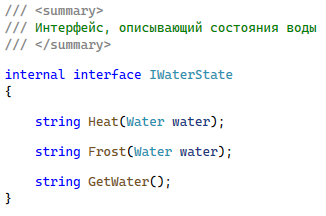 /// <summary>
/// Интерфейс, описывающий состояния воды
/// </summary>
internal interface IWaterState
{
string Heat(Water water);
string Frost(Water water);
string GetWater();
}